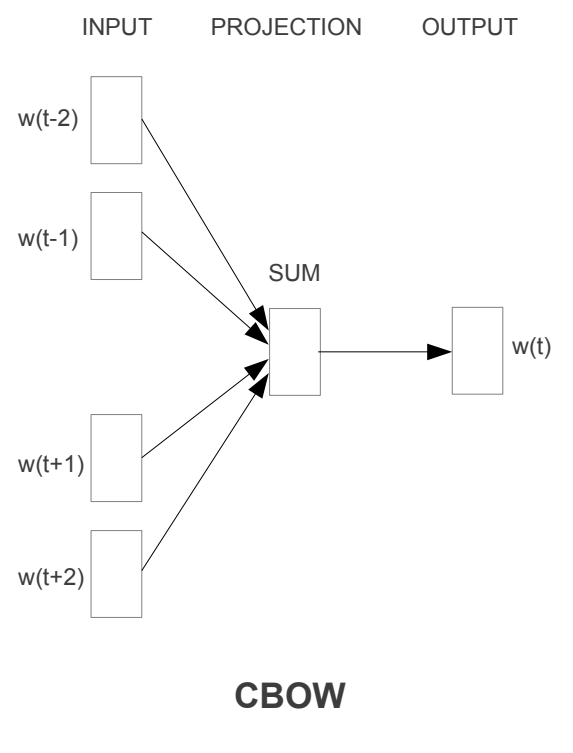 INPUT PROJECTION OUTPUT
w(t-2)
w(t-1)
SUM
w(t)
w(t+1)
w(t+2)
CBOW